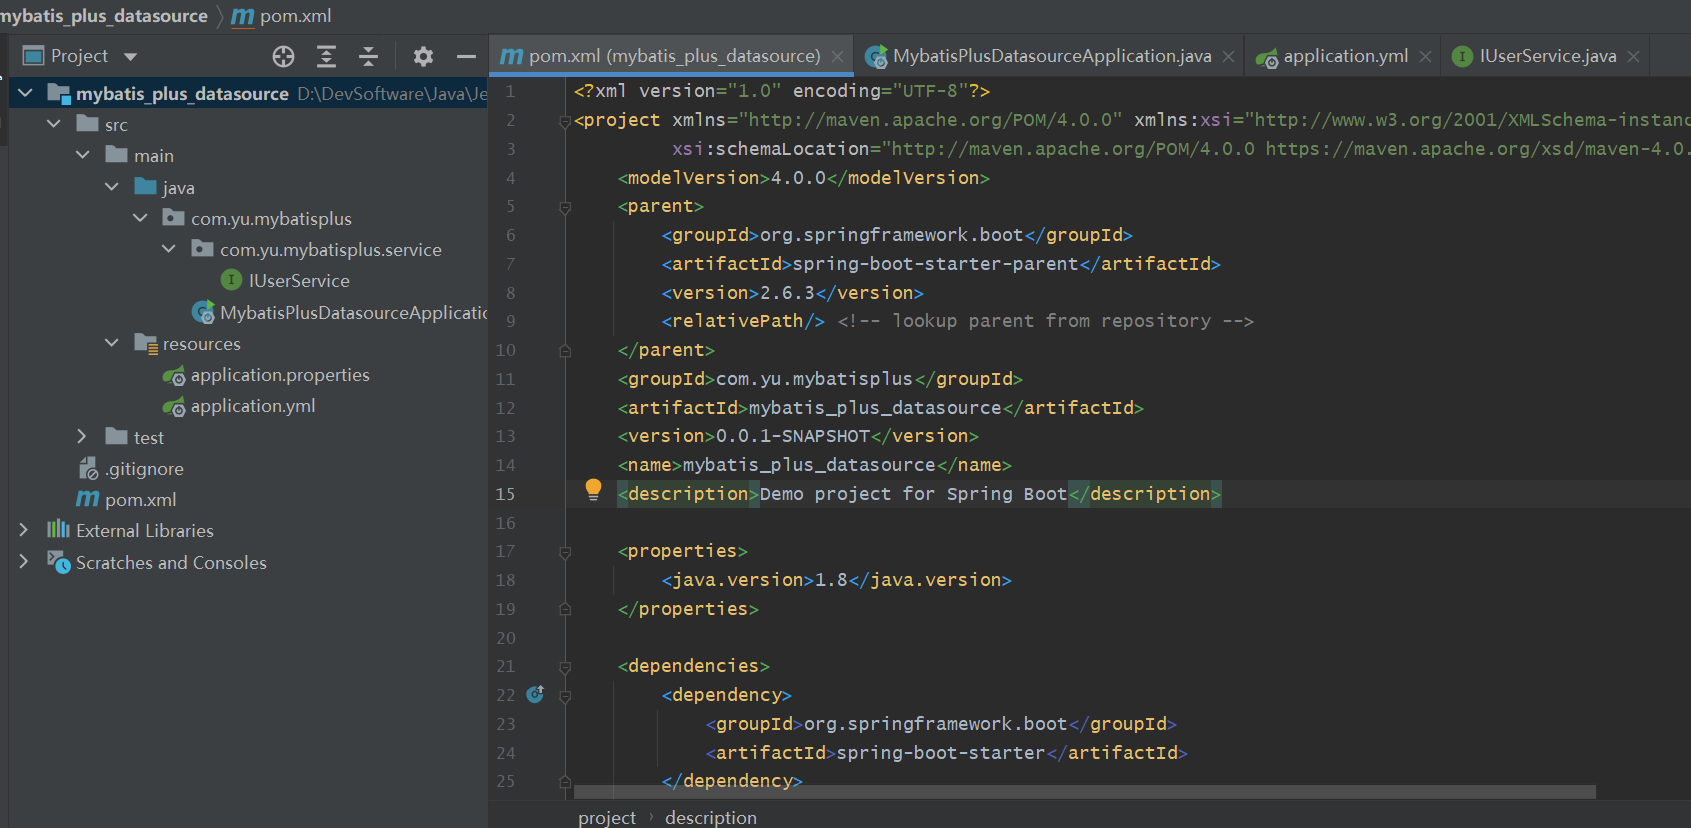 mybatis_plus_datasource pom.xml
Project
mybatis_plus_datasource D:\DevSoftware\Java\Je
src
main
java
com.yu.mybatisplus
com.yu.mybatisplus.service
IUserService
MybatisPlusDatasourceApplicatic
resources
application.properties
application.yml
test
.gitignore
pom.xml
External Libraries
Scratches and Consoles
pom.xml (mybatis_plus_datasource) MybatisPlusDatasourceApplication.java application.yml IUserService.java
1 <?xml version="1.0" encoding="UTF-8"?>
2 <project xmlns="http://maven.apache.org/POM/4.0.0" xmlns:xsi="http://www.w3.org/2001/XMLSchema-instanc
3 xsi:schemaLocation="http://maven.apache.org/POM/4.0.0 https://maven.apache.org/xsd/maven-4.0.
4 <modelVersion>4.0.0</modelVersion>
5 <parent>
6 <groupId>org.springframework.boot</groupId>
7 <artifactId>spring-boot-starter-parent</artifactId>
8 <version>2.6.3</version>
9 <relativePath/> <!-- lookup parent from repository -->
10 </parent>
11 <groupId>com.yu.mybatisplus</groupId>
12 <artifactId>mybatis_plus_datasource</artifactId>
13 <version>0.0.1-SNAPSHOT</version>
14 <name>mybatis_plus_datasource</name>
15 <description>Demo project for Spring Boot</description>
16
17 <properties>
18 <java.version>1.8</java.version>
19 </properties>
20
21 <dependencies>
22 <dependency>
23 <groupId>org.springframework.boot</groupId>
24 <artifactId>spring-boot-starter</artifactId>
25 </dependency>
project › description